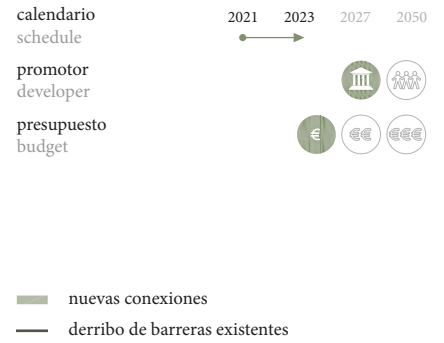 calendario 2021 2023 2027 2050
schedule
promotor
developer
presupuesto € €€ €€€
budget
nuevas conexiones
derribo de barreras existentes